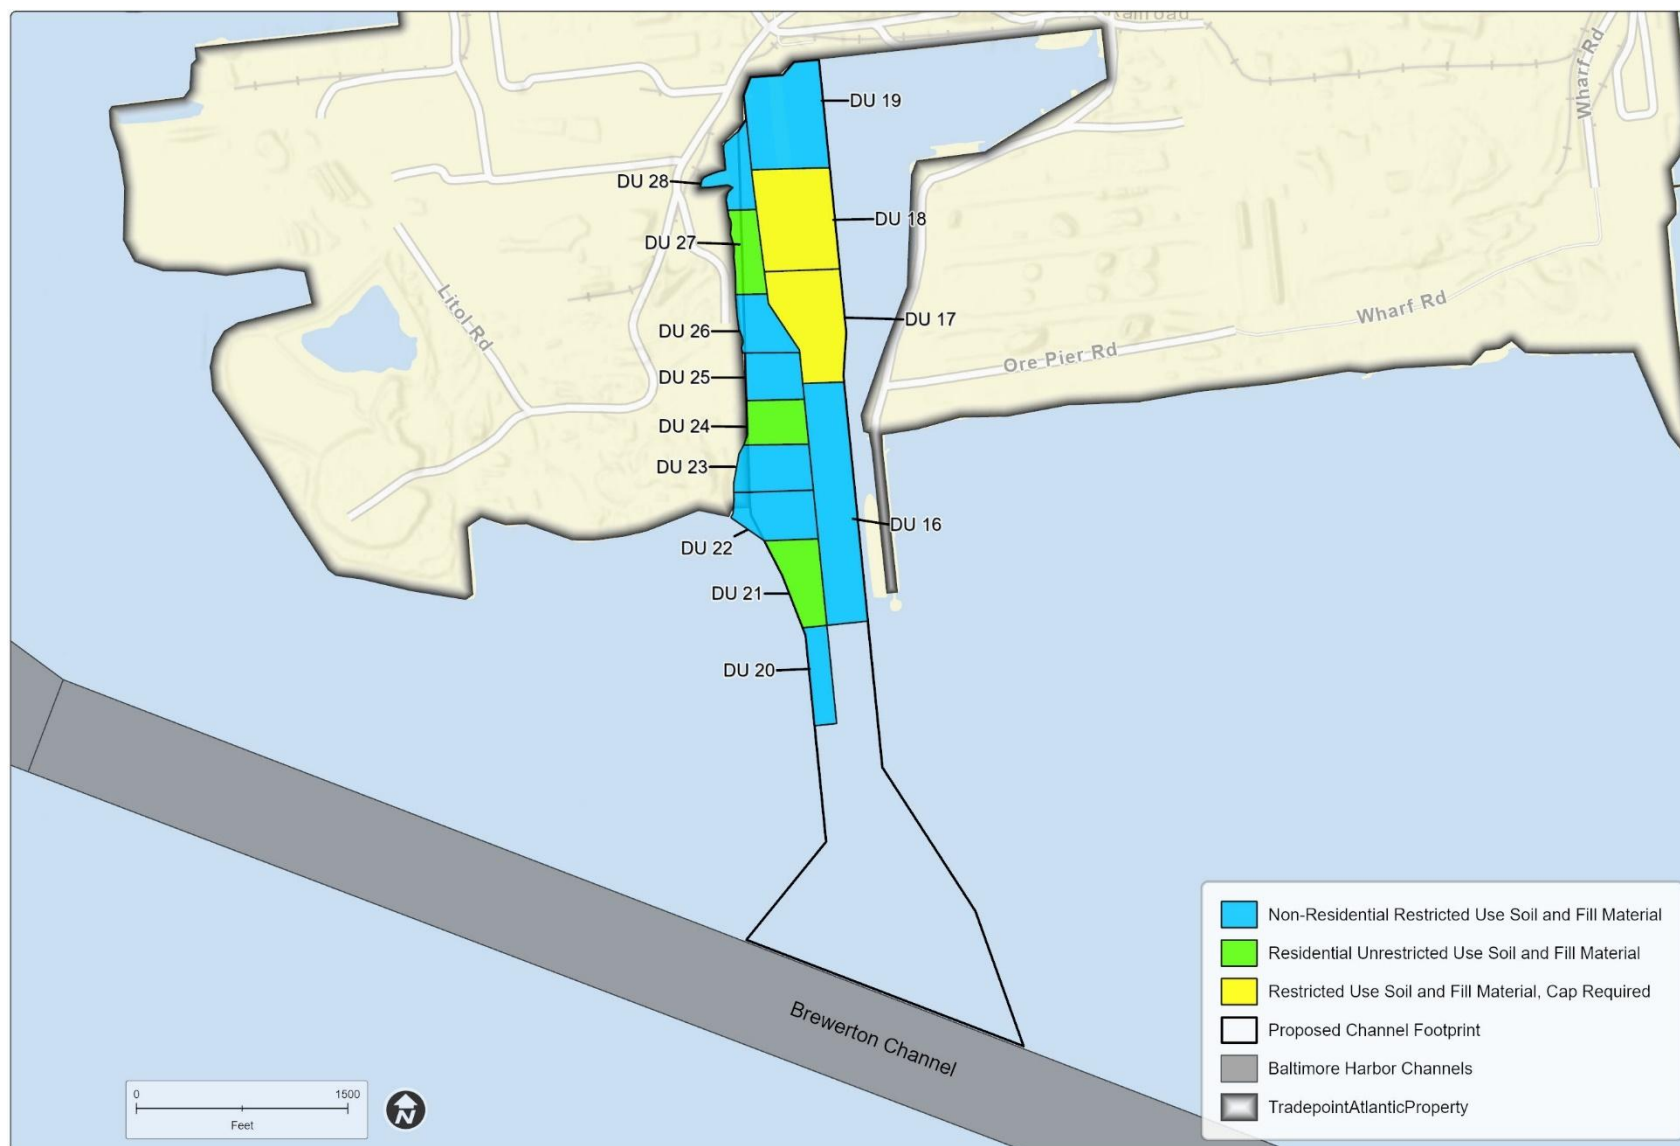 Railroad
Wharf Rd
DU 19
DU 28
DU 18
DU 27
Litol Rd
DU 17
Wharf Rd
DU 26
Ore Pier Rd
DU 25
DU 24
DU 23
DU 16
DU 22
DU 21
DU 20
Brewerton Channel
Non-Residential Restricted Use Soil and Fill Material
Residential Unrestricted Use Soil and Fill Material
Restricted Use Soil and Fill Material, Cap Required
Proposed Channel Footprint
Baltimore Harbor Channels
TradepointAtlanticProperty
0 1500
Feet
N